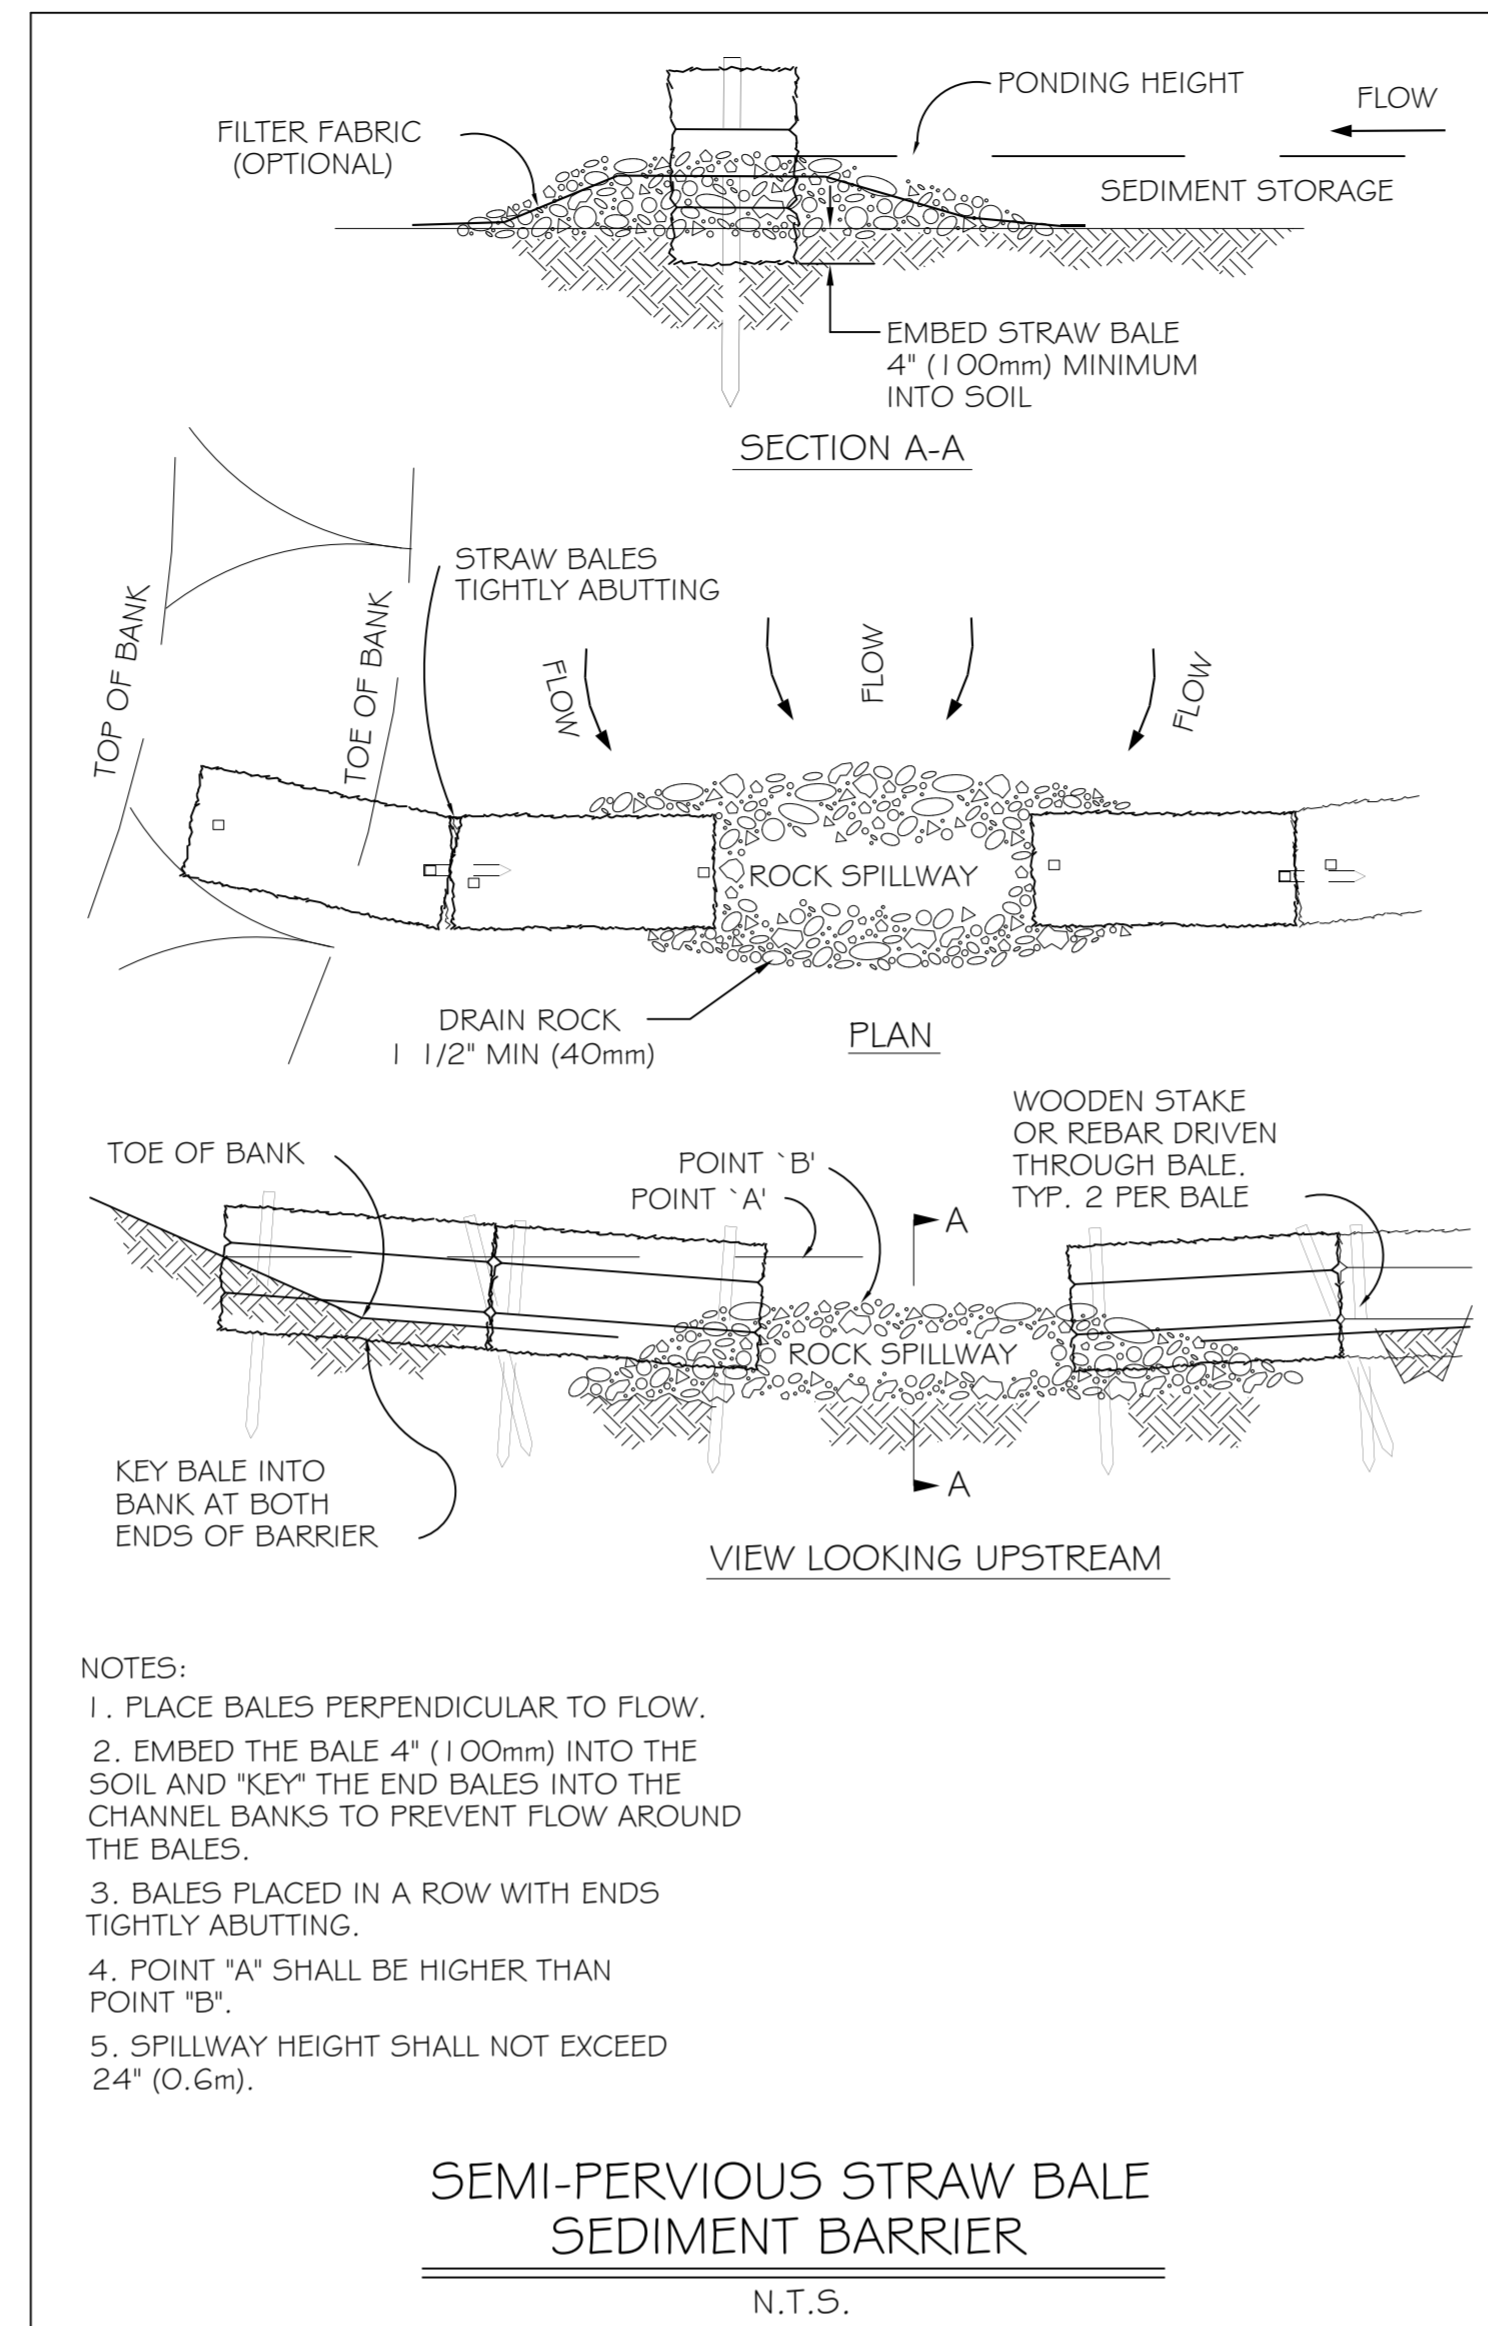 PONDING HEIGHT
FLOW
FILTER FABRIC
(OPTIONAL)
SEDIMENT STORAGE
EMBED STRAW BALE
4" (100mm) MINIMUM
INTO SOIL
SECTION A-A
STRAW BALES
TIGHTLY ABUTTING
TOP OF BANK
TOE OF BANK
FLOW
FLOW
FLOW
ROCK SPILLWAY
DRAIN ROCK
1 1/2" MIN (40mm)
PLAN
WOODEN STAKE
OR REBAR DRIVEN
THROUGH BALE.
TYP. 2 PER BALE
TOE OF BANK
POINT `B'
POINT `A'
A
ROCK SPILLWAY
A
KEY BALE INTO
BANK AT BOTH
ENDS OF BARRIER
VIEW LOOKING UPSTREAM
NOTES:
1. PLACE BALES PERPENDICULAR TO FLOW.
2. EMBED THE BALE 4" (100mm) INTO THE
SOIL AND "KEY" THE END BALES INTO THE
CHANNEL BANKS TO PREVENT FLOW AROUND
THE BALES.
3. BALES PLACED IN A ROW WITH ENDS
TIGHTLY ABUTTING.
4. POINT "A" SHALL BE HIGHER THAN
POINT "B".
5. SPILLWAY HEIGHT SHALL NOT EXCEED
24" (0.6m).
SEMI-PERVIOUS STRAW BALE
SEDIMENT BARRIER
N.T.S.